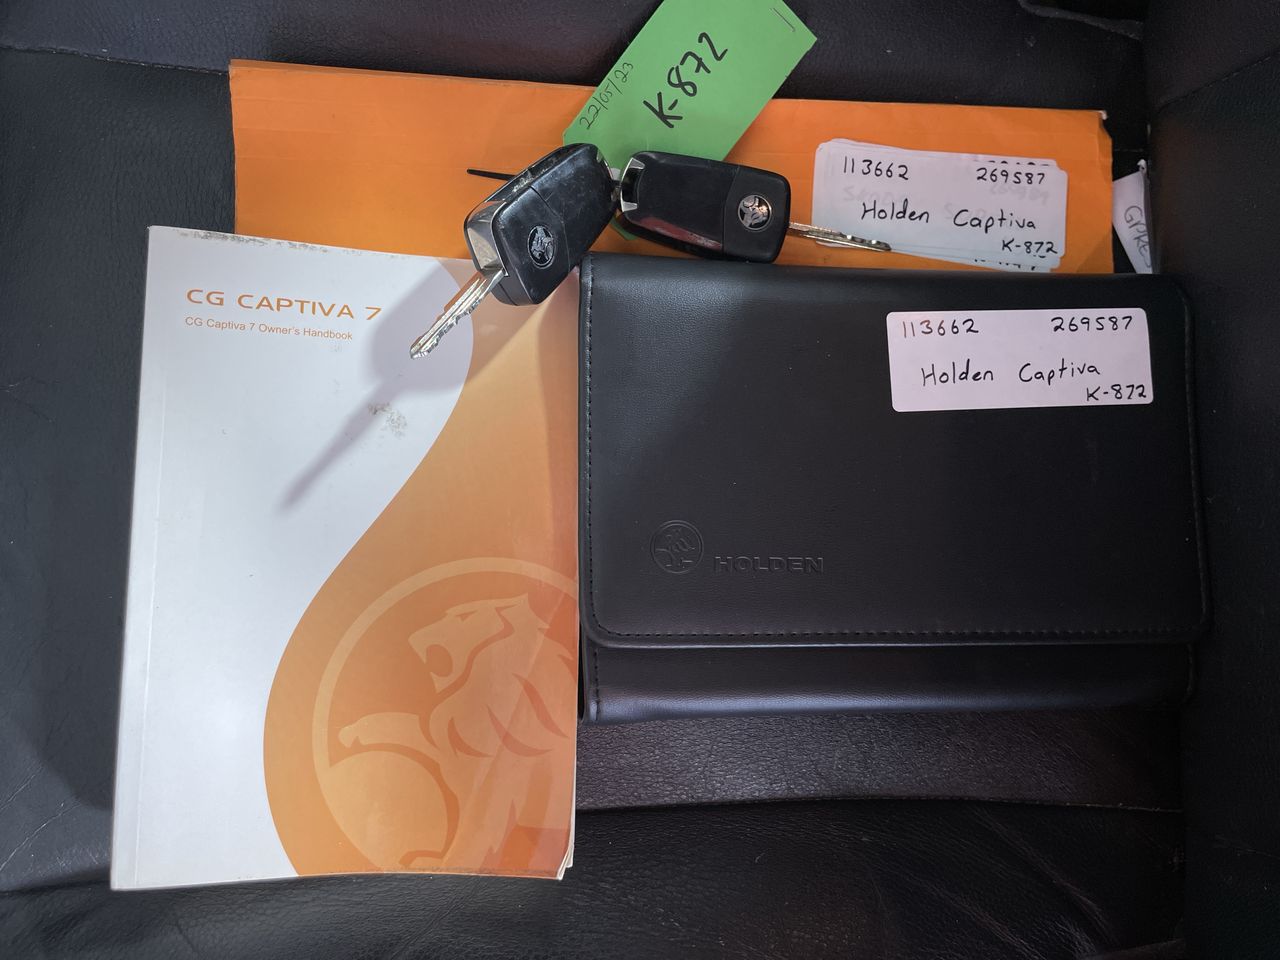 22/05/23
K-872
113662 269587
Holden Captiva
K-872
CG CAPTIVA 7
CG Captiva 7 Owner's Handbook
113662 269587
Holden Captiva
K-872
HOLDEN